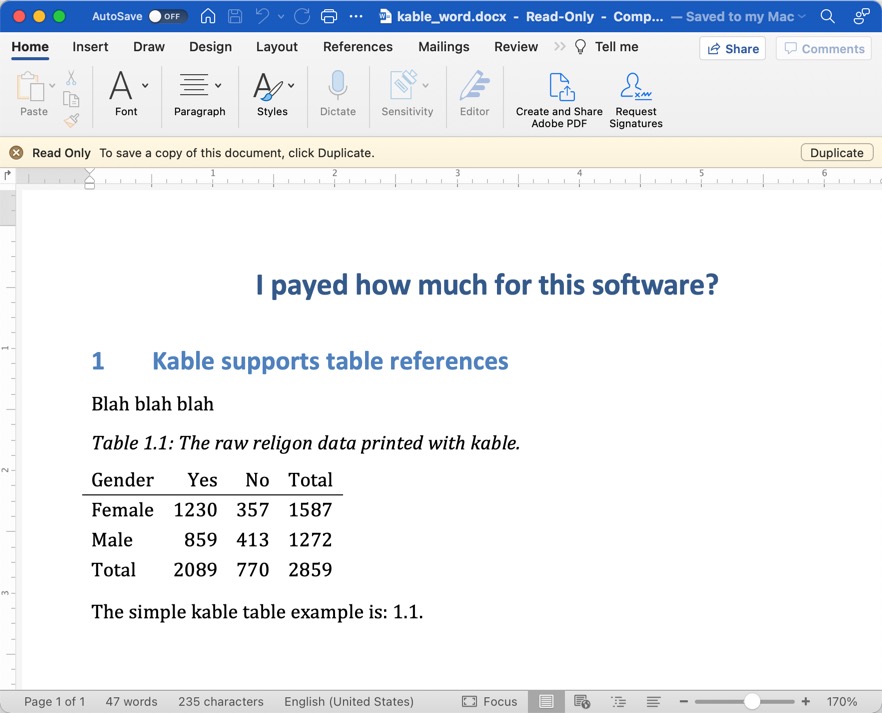 AutoSave OFF kable_word.docx - Read-Only - Comp... — Saved to my Mac
Home Insert Draw Design Layout References Mailings Review Tell me Share Comments
Paste Font Paragraph Styles Dictate Sensitivity Editor Create and Share Adobe PDF Request Signatures
Read Only To save a copy of this document, click Duplicate. Duplicate
1 2 3 4 5 6
I payed how much for this software?
1 Kable supports table references
Blah blah blah
Table 1.1: The raw religon data printed with kable.
Gender Yes No Total
Female 1230 357 1587
Male 859 413 1272
Total 2089 770 2859
The simple kable table example is: 1.1.
1
2
3
Page 1 of 1 47 words 235 characters English (United States) Focus 170%